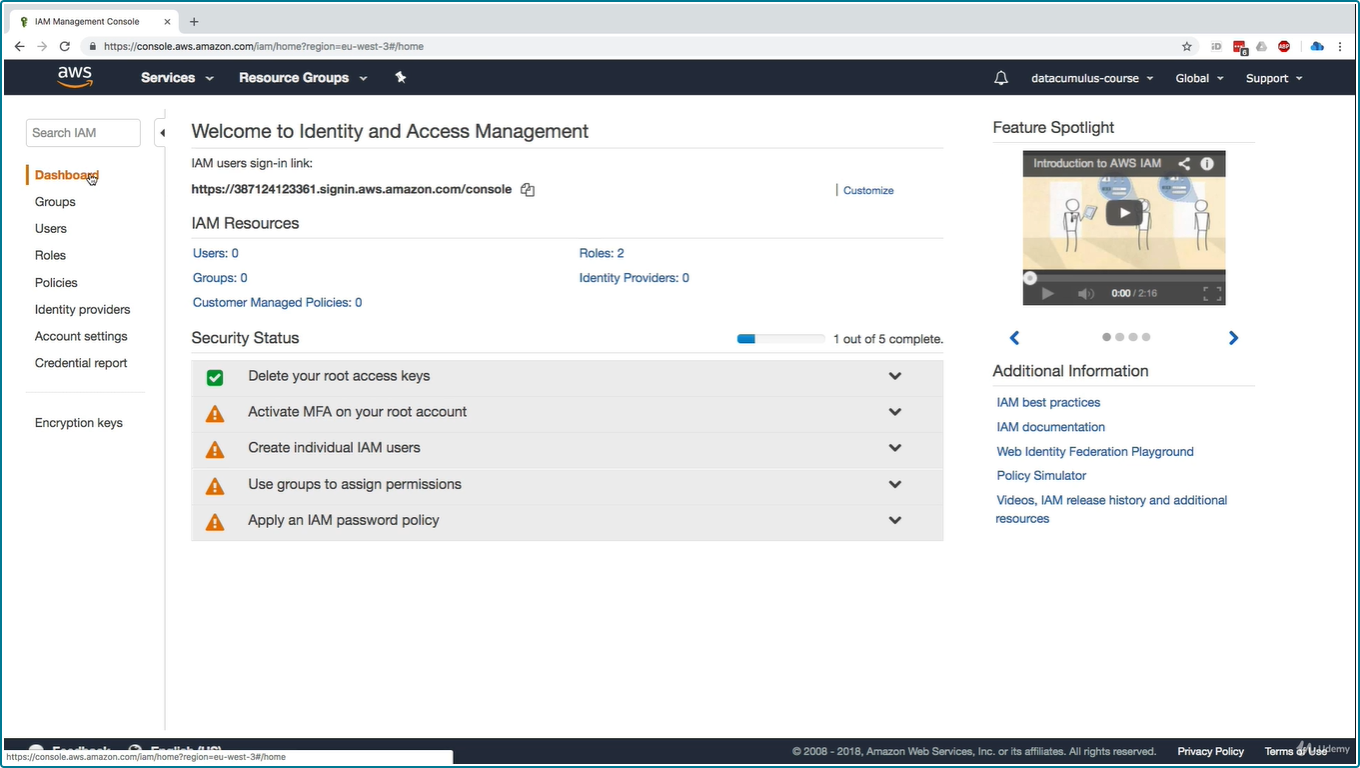 IAM Management Console
https://console.aws.amazon.com/iam/home?region=eu-west-3#/home
iD
6
ABP
aws
Services
Resource Groups
datacumulus-course
Global
Support
Search IAM
Dashboard
Groups
Users
Roles
Policies
Identity providers
Account settings
Credential report
Encryption keys
Welcome to Identity and Access Management
IAM users sign-in link:
https://387124123361.signin.aws.amazon.com/console
Customize
IAM Resources
Users: 0
Roles: 2
Groups: 0
Identity Providers: 0
Customer Managed Policies: 0
Security Status
1 out of 5 complete.
Delete your root access keys
Activate MFA on your root account
Create individual IAM users
Use groups to assign permissions
Apply an IAM password policy
Feature Spotlight
Introduction to AWS IAM
0:00 / 2:16
Additional Information
IAM best practices
IAM documentation
Web Identity Federation Playground
Policy Simulator
Videos, IAM release history and additional
resources
Feedback
English (US)
https://console.aws.amazon.com/iam/home?region=eu-west-3#/home
© 2008 - 2018, Amazon Web Services, Inc. or its affiliates. All rights reserved.
Privacy Policy
Terms of Use
Udemy